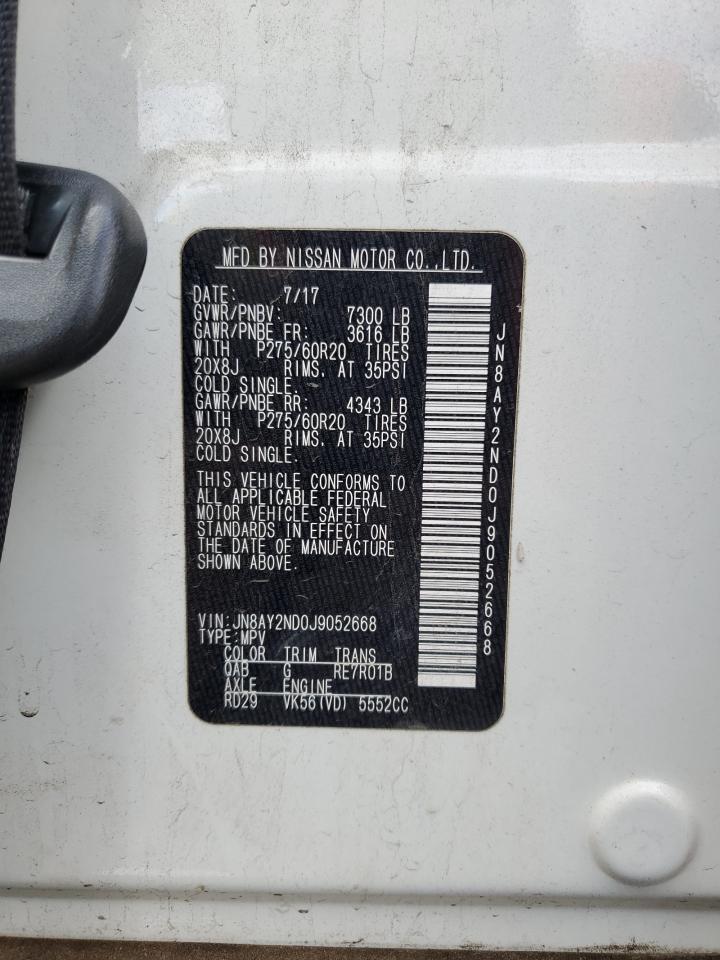 MFD BY NISSAN MOTOR CO.,LTD.
DATE: 7/17
GVWR/PNBV: 7300 LB
GAWR/PNBE FR: 3616 LB
WITH P275/60R20 TIRES
20X8J RIMS, AT 35PSI
COLD SINGLE.
GAWR/PNBE RR: 4343 LB
WITH P275/60R20 TIRES
20X8J RIMS, AT 35PSI
COLD SINGLE.
THIS VEHICLE CONFORMS TO
ALL APPLICABLE FEDERAL
MOTOR VEHICLE SAFETY
STANDARDS IN EFFECT ON
THE DATE OF MANUFACTURE
SHOWN ABOVE.
VIN:JN8AY2ND0J9052668
TYPE:MPV
COLOR TRIM TRANS
QAB G RE7R01B
AXLE ENGINE
RD29 VK56(VD) 5552CC
JN8AY2ND0J9052668